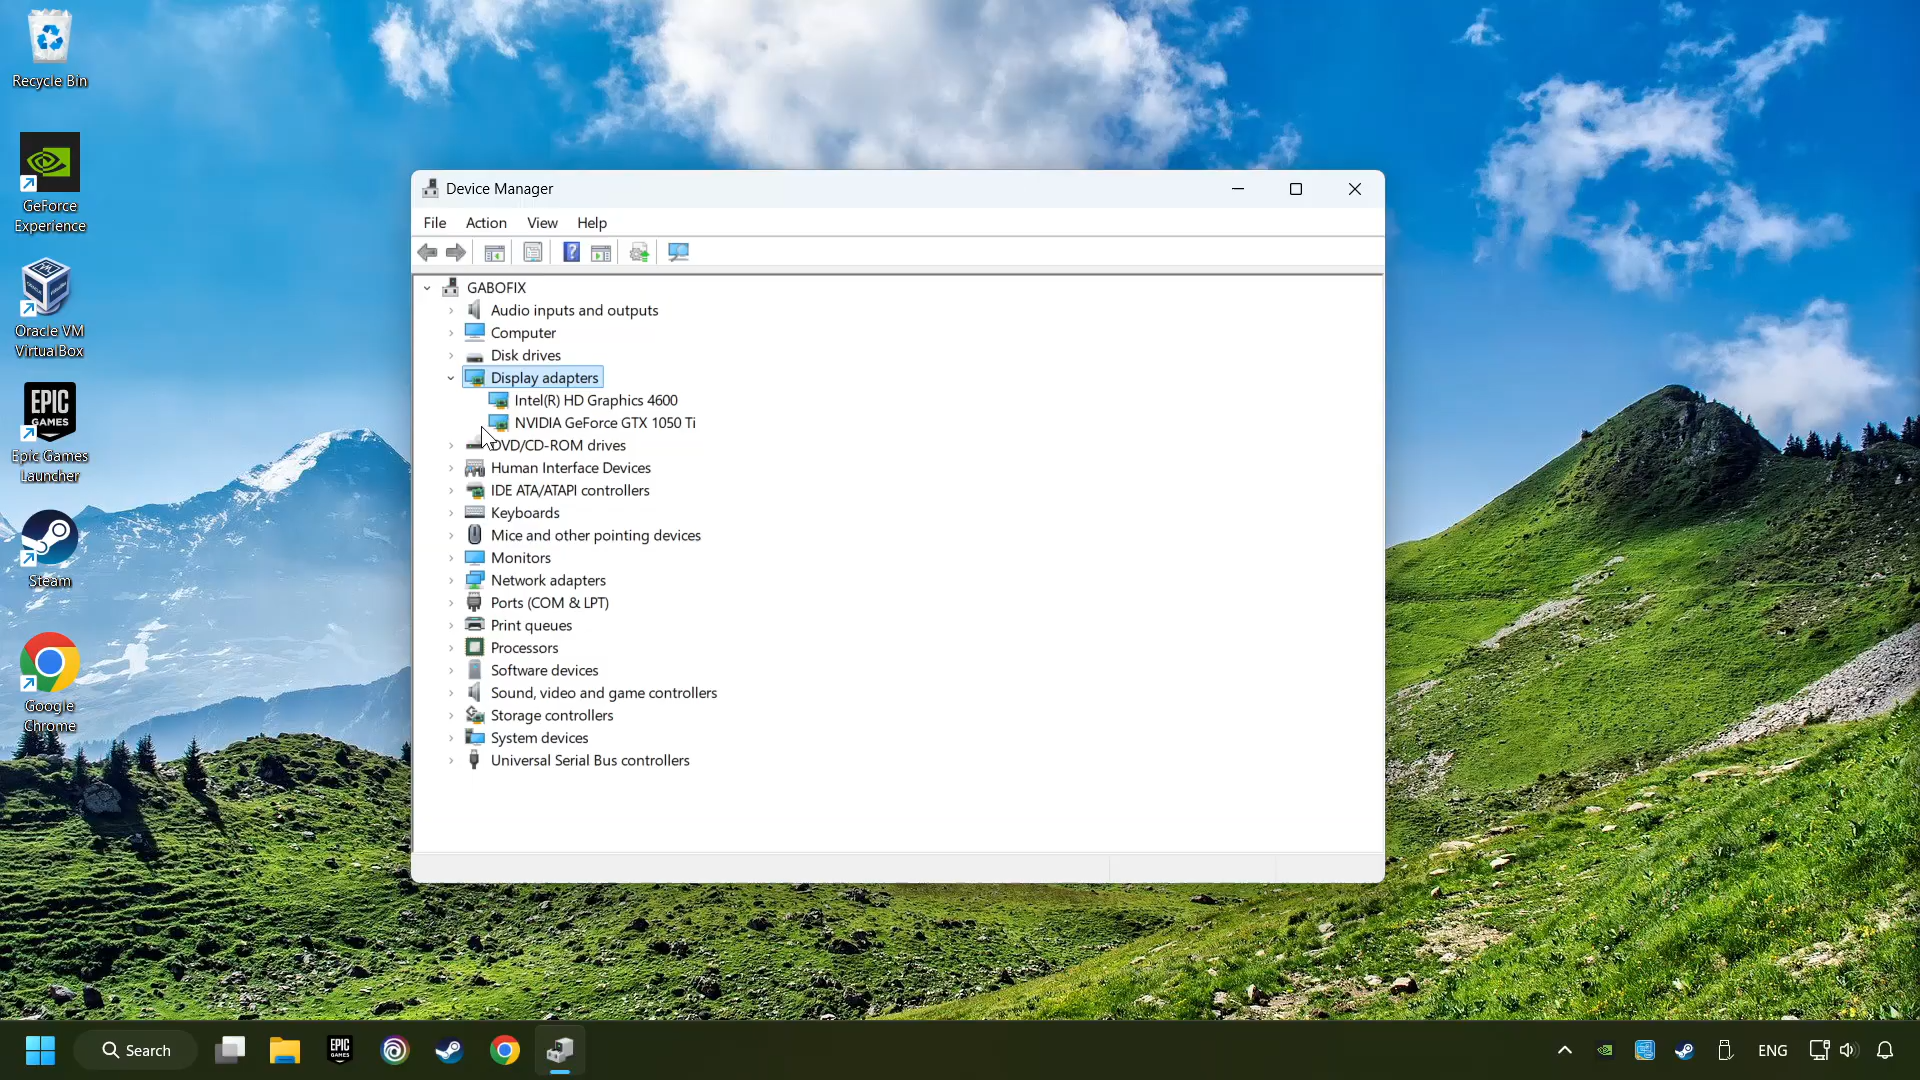 Recycle Bin
GeForce
Experience
ORACLE
Oracle VM
VirtualBox
EPIC
GAMES
Epic Games
Launcher
Steam
Google
Chrome
Device Manager
File Action View Help
GABOFIX
Audio inputs and outputs
Computer
Disk drives
Display adapters
Intel(R) HD Graphics 4600
NVIDIA GeForce GTX 1050 Ti
DVD/CD-ROM drives
Human Interface Devices
IDE ATA/ATAPI controllers
Keyboards
Mice and other pointing devices
Monitors
Network adapters
Ports (COM & LPT)
Print queues
Processors
Software devices
Sound, video and game controllers
Storage controllers
System devices
Universal Serial Bus controllers
Search
EPIC
GAMES
ENG